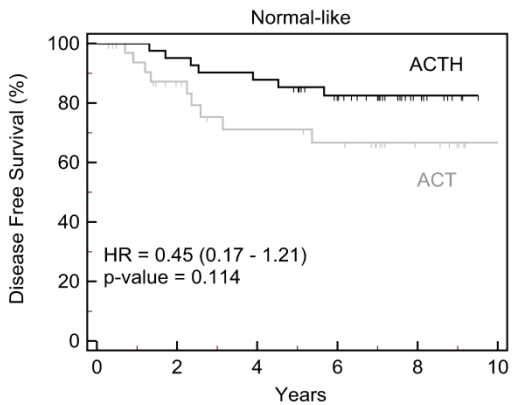 Normal-like
Disease Free Survival (%)
100
80
60
40
20
0
ACTH
ACT
HR = 0.45 (0.17 - 1.21)
p-value = 0.114
0 2 4 6 8 10
Years